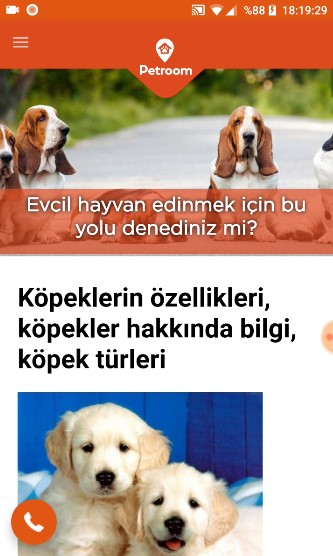 %88 18:19:29
Petroom
Evcil hayvan edinmek için bu
yolu denediniz mi?
Köpeklerin özellikleri,
köpekler hakkında bilgi,
köpek türleri